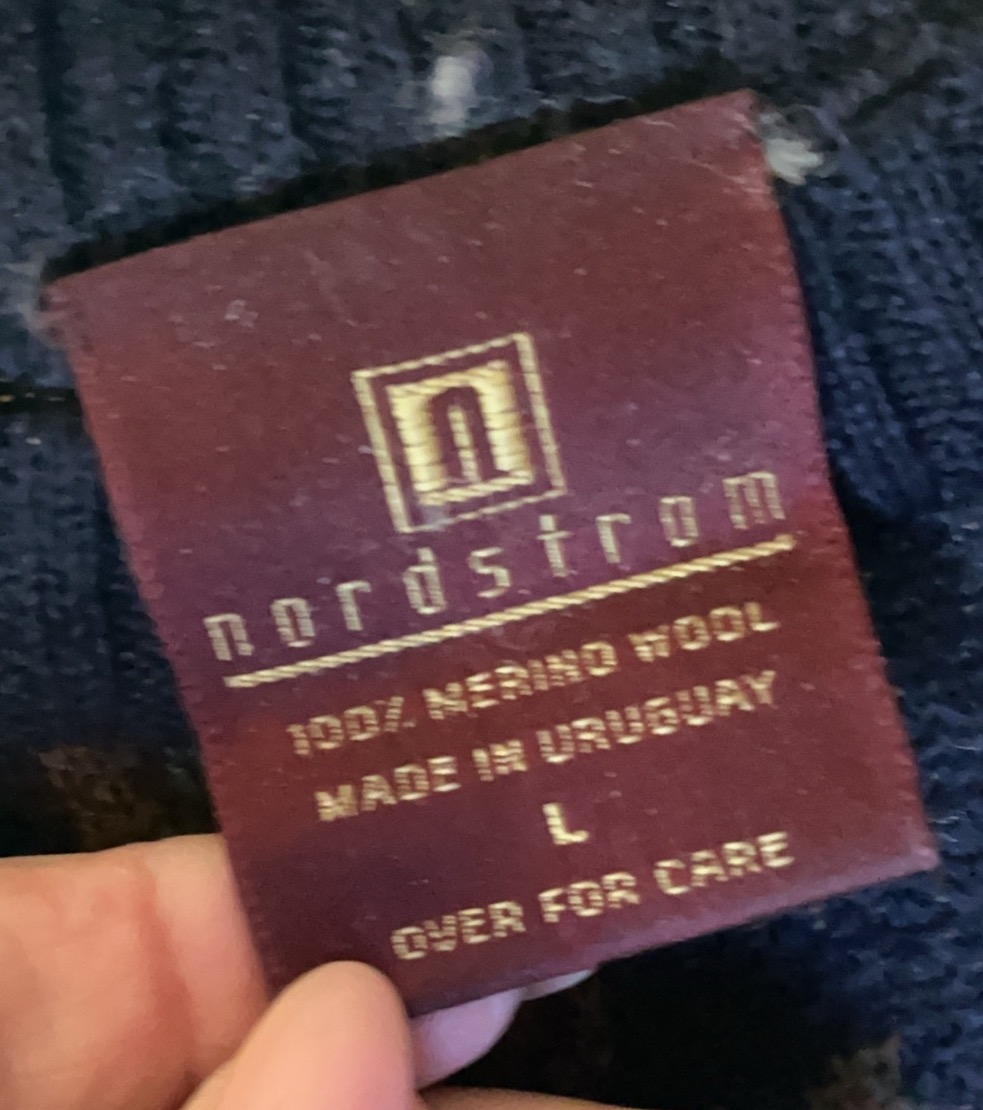 n
nordstrom
100% MERINO WOOL
MADE IN URUGUAY
L
OVER FOR CARE